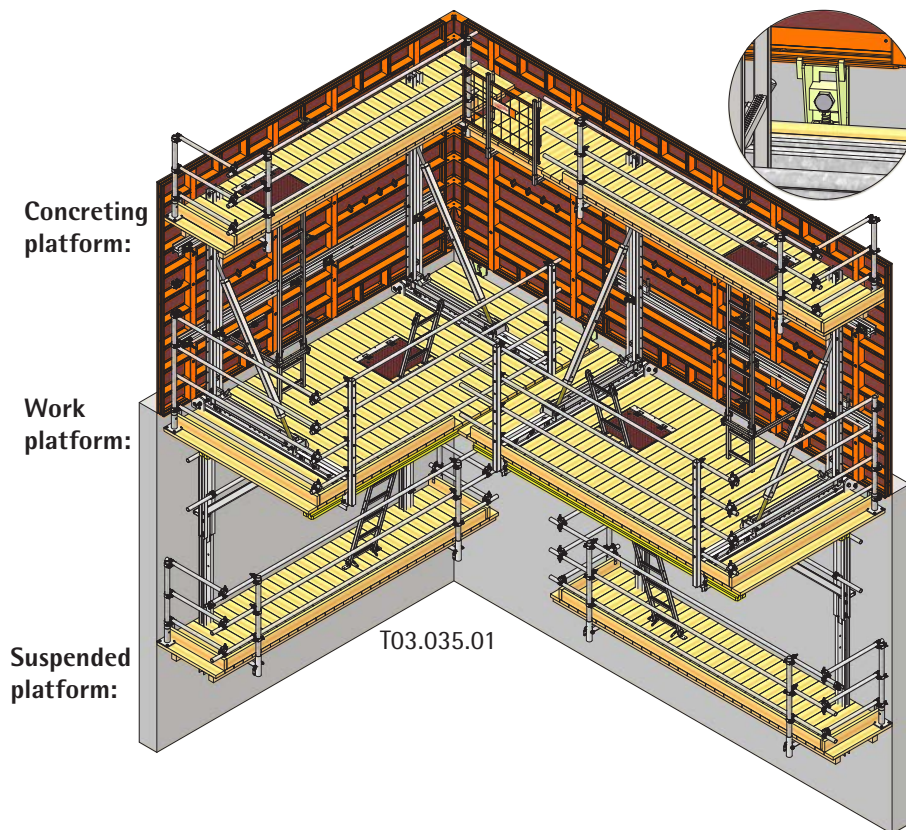 Concreting
platform:
Work
platform:
T03.035.01
Suspended
platform: